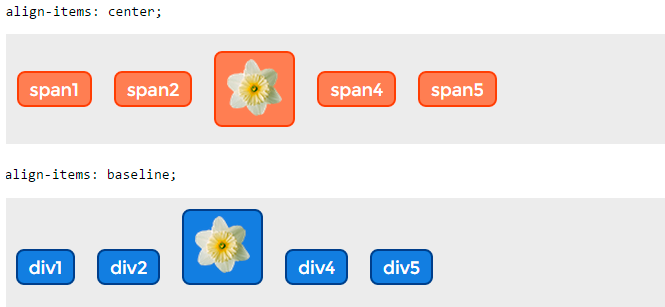 align-items: center;
span1 span2 span4 span5
align-items: baseline;
div1 div2 div4 div5